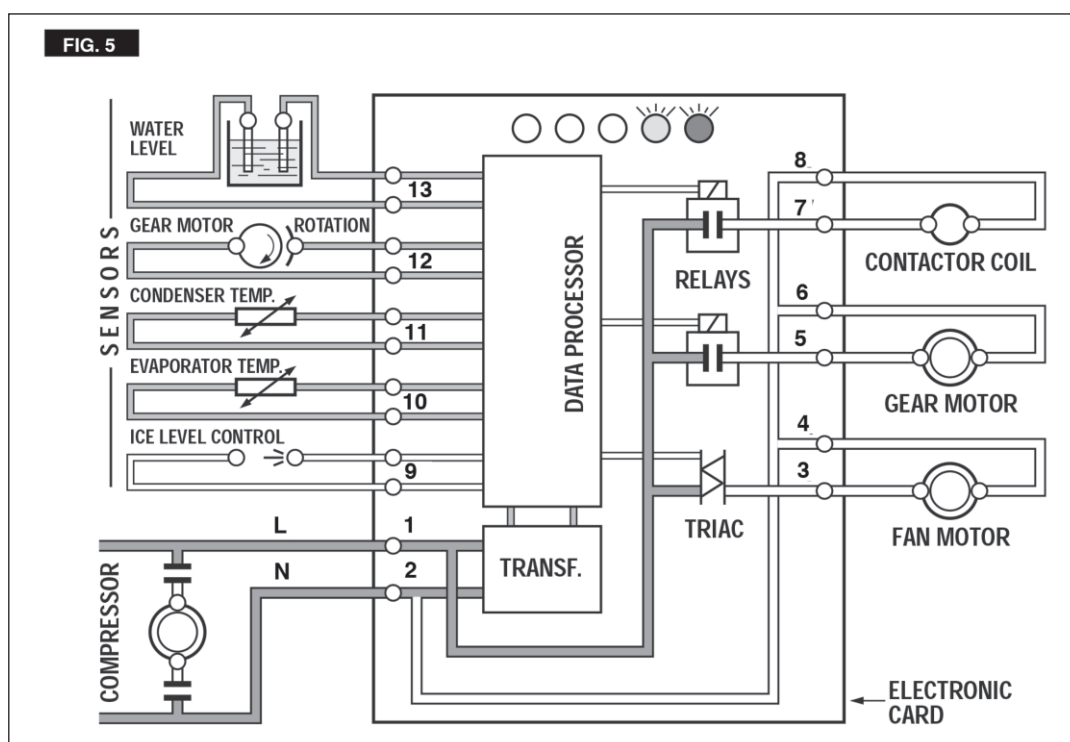 FIG. 5
WATER
LEVEL
GEAR MOTOR ROTATION
CONDENSER TEMP.
EVAPORATOR TEMP.
ICE LEVEL CONTROL
SENSORS
13
12
11
10
9
L
1
N
2
COMPRESSOR
DATA PROCESSOR
TRANSF.
RELAYS
TRIAC
8
7
CONTACTOR COIL
6
5
GEAR MOTOR
4
3
FAN MOTOR
ELECTRONIC
CARD